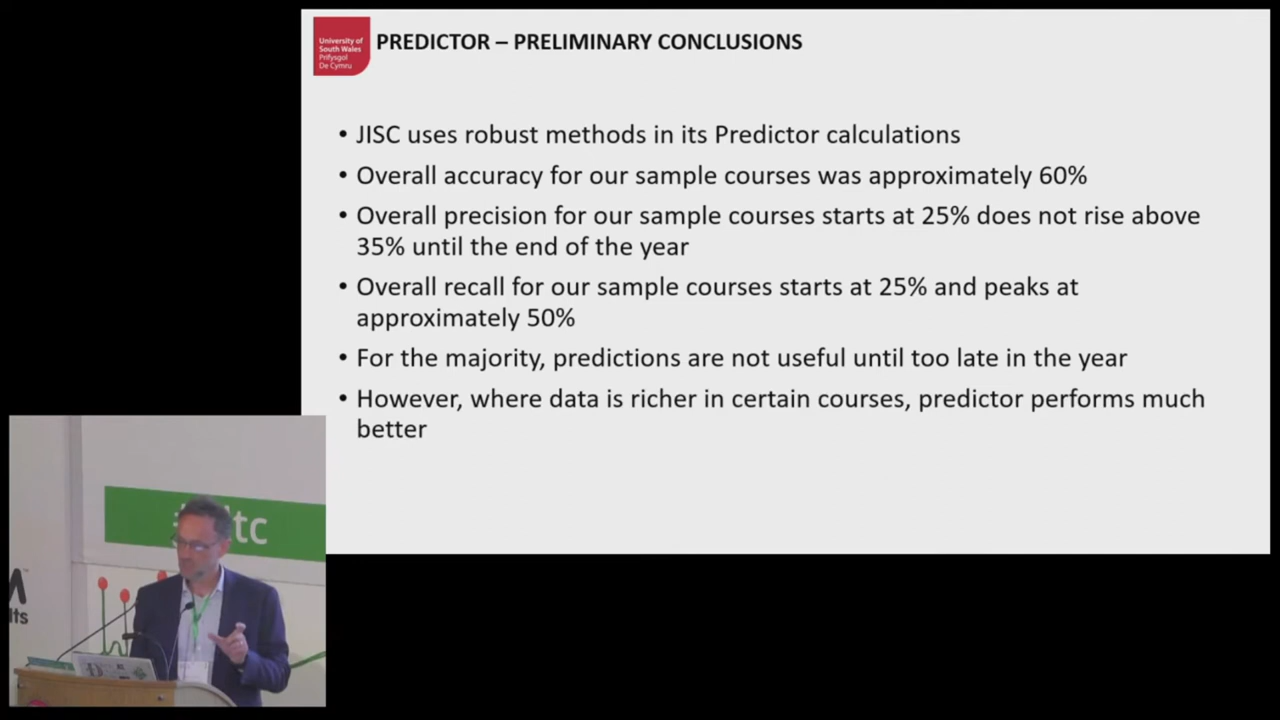 University of
South Wales
Prifysgol
De Cymru
PREDICTOR – PRELIMINARY CONCLUSIONS
• JISC uses robust methods in its Predictor calculations
• Overall accuracy for our sample courses was approximately 60%
• Overall precision for our sample courses starts at 25% does not rise above
35% until the end of the year
• Overall recall for our sample courses starts at 25% and peaks at
approximately 50%
• For the majority, predictions are not useful until too late in the year
• However, where data is richer in certain courses, predictor performs much
better
tc
lts